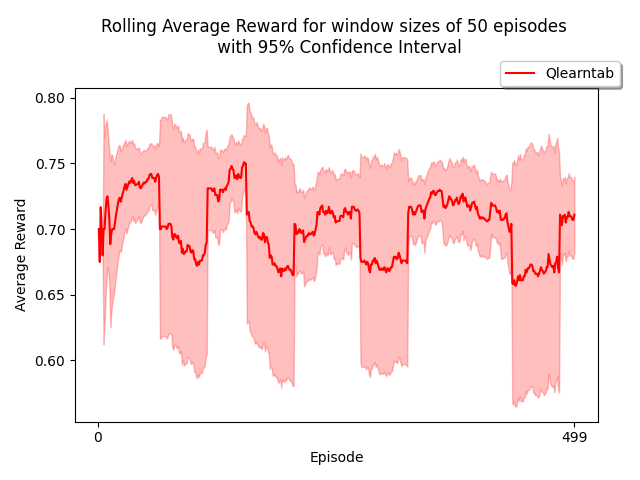 Rolling Average Reward for window sizes of 50 episodes
with 95% Confidence Interval
Qlearntab
0.80
0.75
0.70
0.65
0.60
Average Reward
0
499
Episode